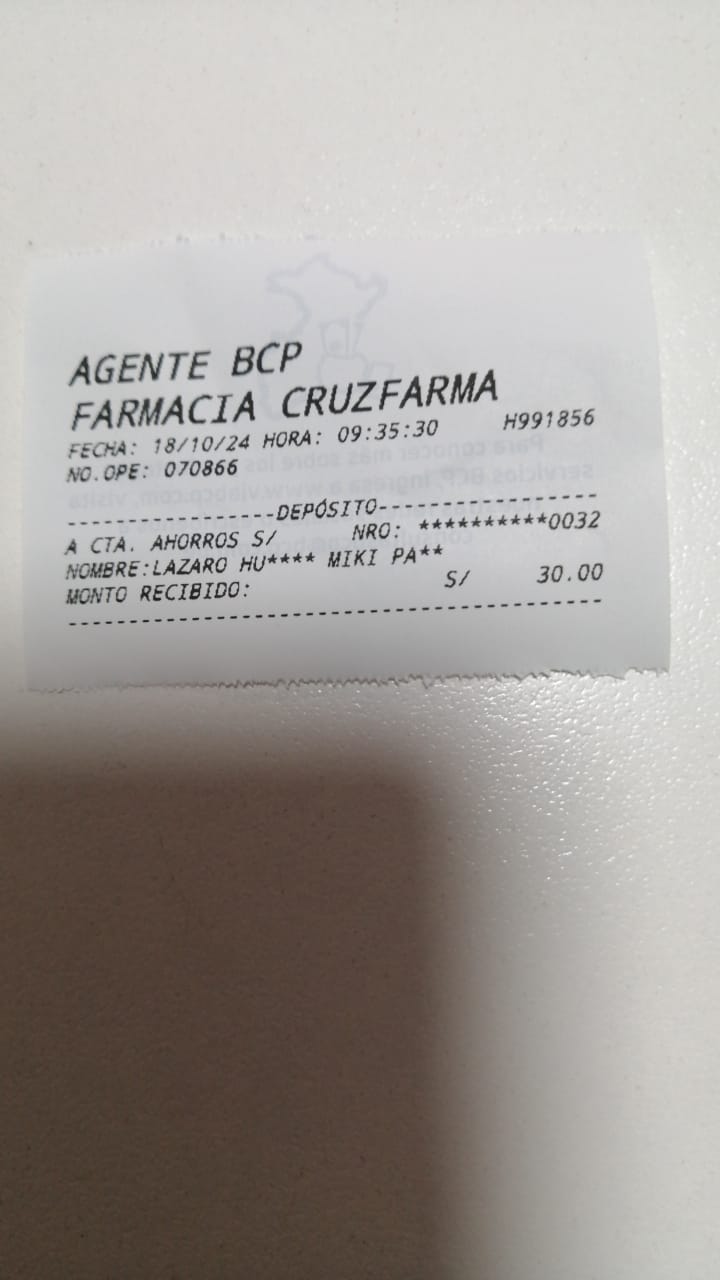 AGENTE BCP
FARMACIA CRUZFARMA
FECHA: 18/10/24 HORA: 09:35:30 H991856
NO.OPE: 070866
---------------DEPÓSITO---------------
A CTA. AHORROS S/ NRO: **********0032
NOMBRE:LAZARO HU**** MIKI PA**
MONTO RECIBIDO: S/ 30.00
--------------------------------------